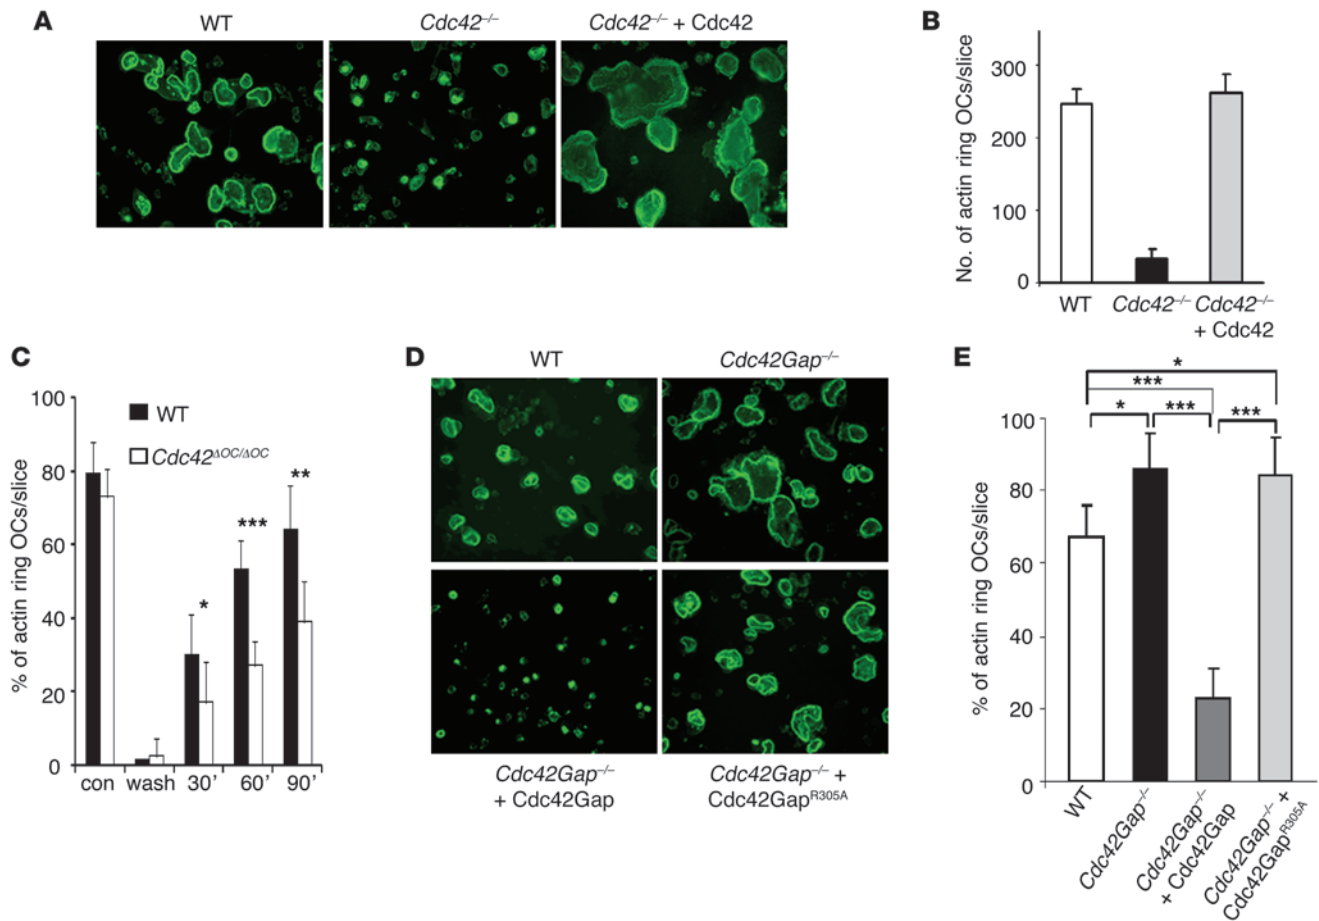 A
WT
Cdc42–/–
Cdc42–/– + Cdc42
B
No. of actin ring OCs/slice
300
200
100
0
WT
Cdc42–/–
Cdc42–/–
+ Cdc42
C
% of actin ring OCs/slice
100
80
60
40
20
0
WT
Cdc42ΔOC/ΔOC
*
***
**
con
wash
30’
60’
90’
D
WT
Cdc42Gap–/–
Cdc42Gap–/–
+ Cdc42Gap
Cdc42Gap–/– +
Cdc42GapR305A
E
% of actin ring OCs/slice
*
***
*
***
***
100
80
60
40
20
0
WT
Cdc42Gap–/–
Cdc42Gap–/–
+ Cdc42Gap
Cdc42Gap–/– +
Cdc42GapR305A